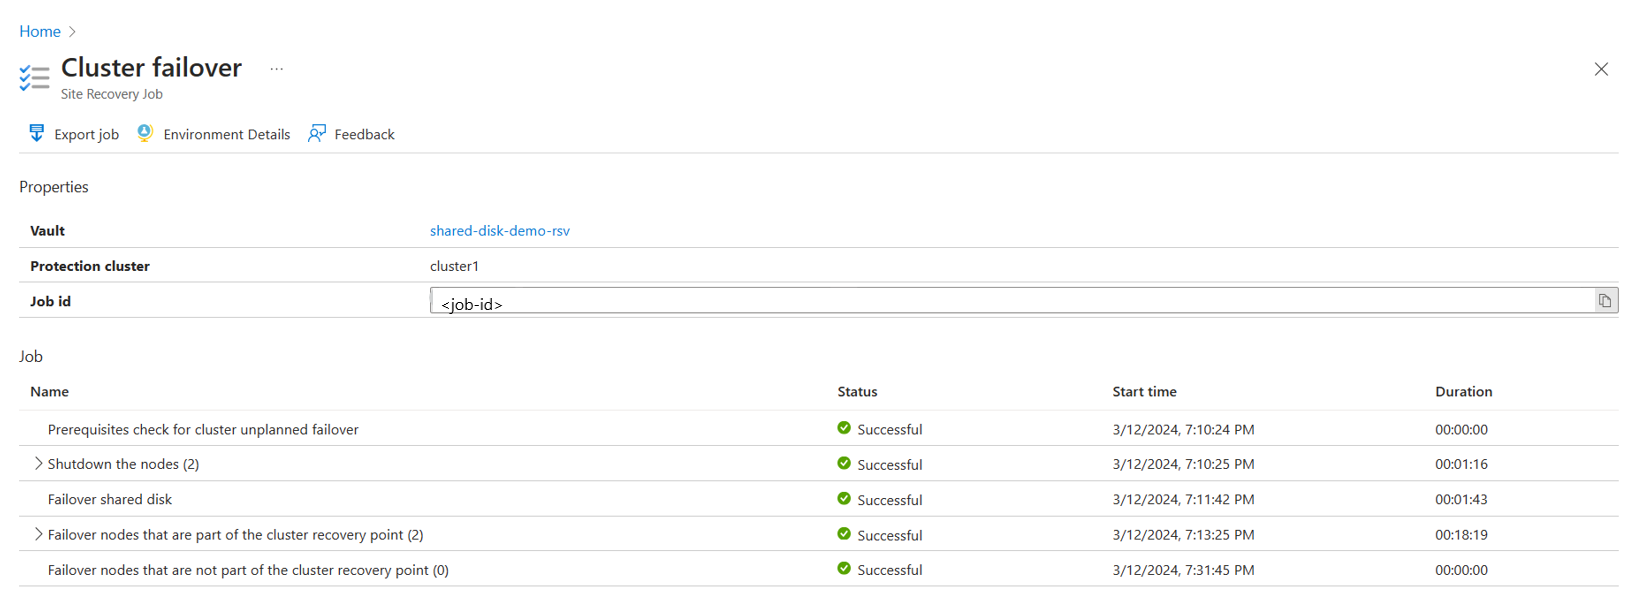 Home
Cluster failover ...
Site Recovery Job
Export job Environment Details Feedback
Properties
Vault shared-disk-demo-rsv
Protection cluster cluster1
Job id <job-id>
Job
Name Status Start time Duration
Prerequisites check for cluster unplanned failover Successful 3/12/2024, 7:10:24 PM 00:00:00
Shutdown the nodes (2) Successful 3/12/2024, 7:10:25 PM 00:01:16
Failover shared disk Successful 3/12/2024, 7:11:42 PM 00:01:43
Failover nodes that are part of the cluster recovery point (2) Successful 3/12/2024, 7:13:25 PM 00:18:19
Failover nodes that are not part of the cluster recovery point (0) Successful 3/12/2024, 7:31:45 PM 00:00:00